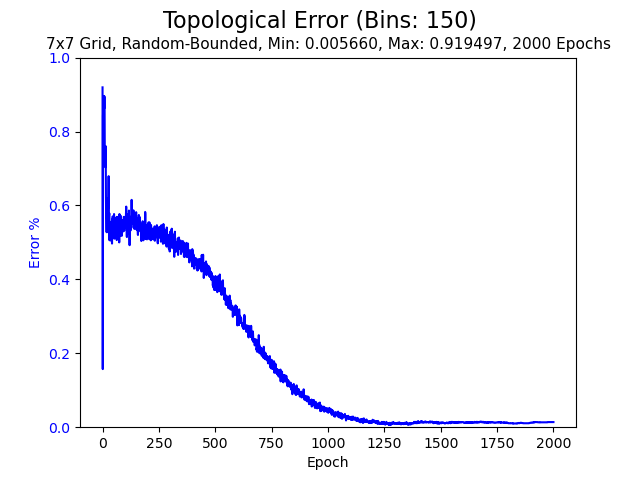 Topological Error (Bins: 150)
7x7 Grid, Random-Bounded, Min: 0.005660, Max: 0.919497, 2000 Epochs
1.0
0.8
0.6
0.4
0.2
0.0
Error %
0 250 500 750 1000 1250 1500 1750 2000
Epoch